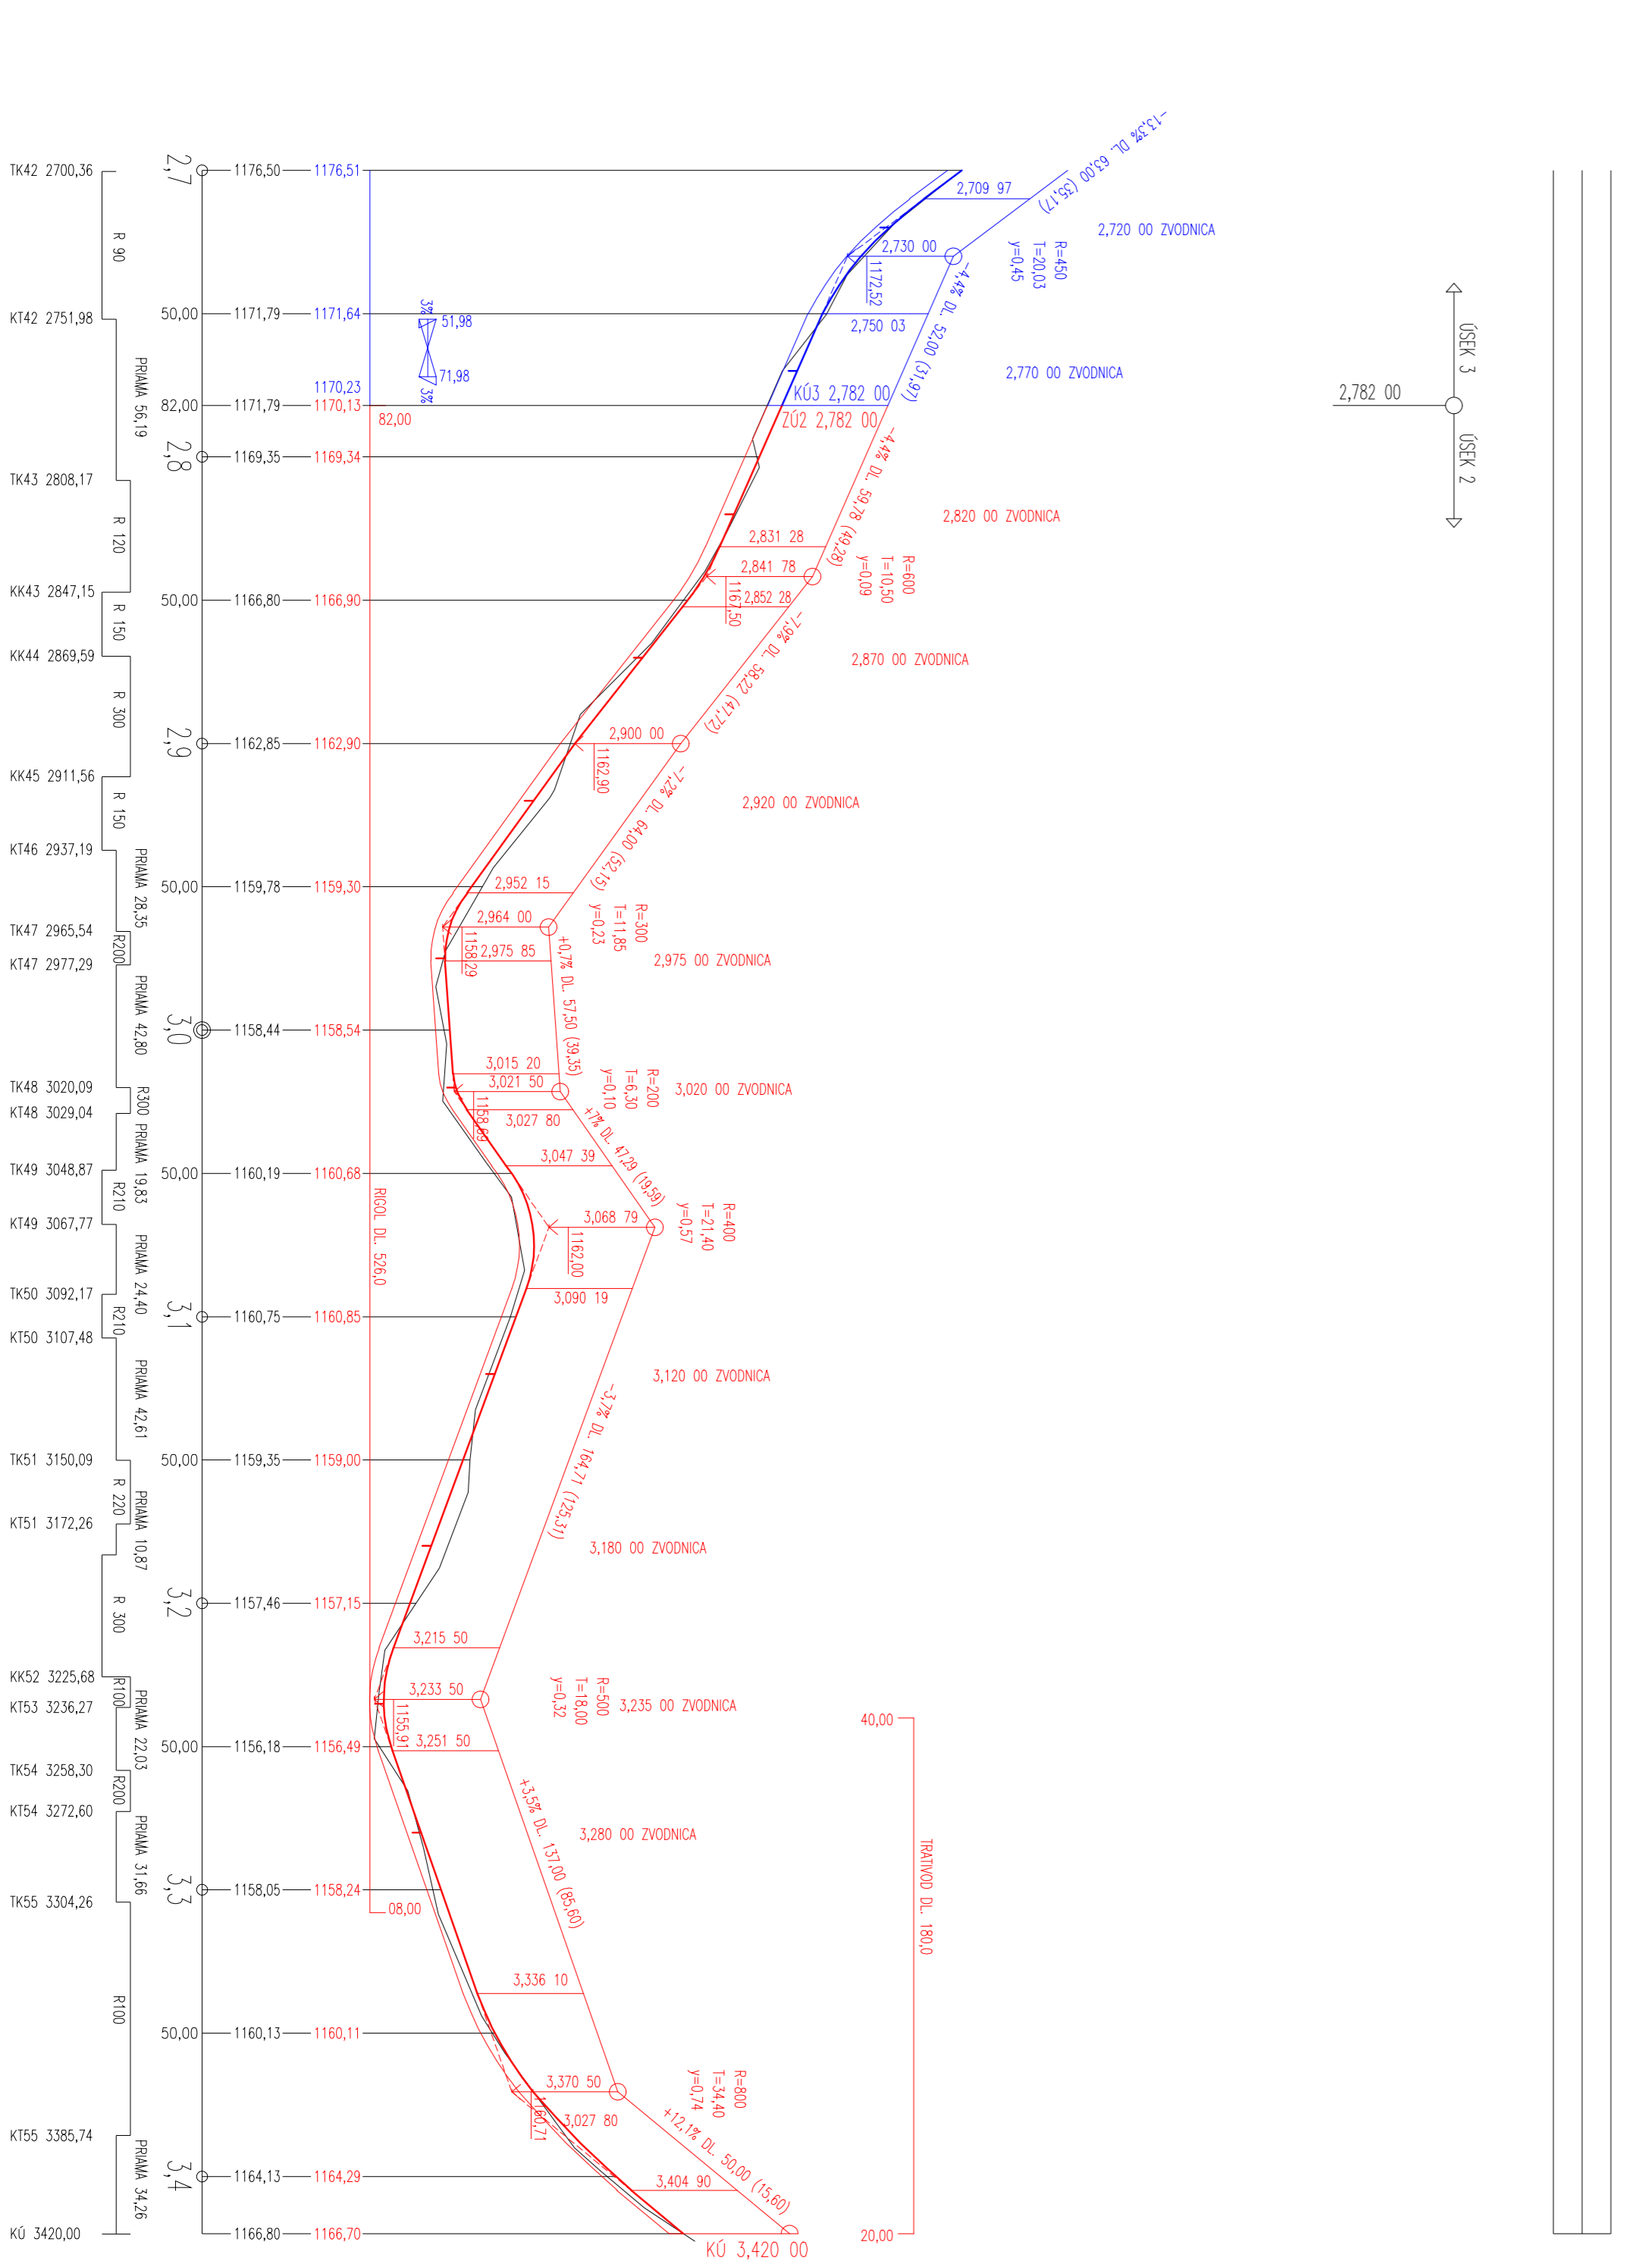 -13,3% DL. 63,00 (35,17)
TK42 2700,36
2,7
1176,50
1176,51
2,709 97
2,720 00 ZVODNICA
R 90
2,730 00
1172,52
R=450
T=20,03
y=0,45
-4,4% DL. 52,00 (31,97)
ÚSEK 3
KT42 2751,98
50,00
1171,79
1171,64
3%
51,98
2,750 03
71,98
3%
2,770 00 ZVODNICA
PRIAMA 56,19
1170,23
KÚ3 2,782 00
2,782 00
82,00
1171,79
1170,13
82,00
ZÚ2 2,782 00
ÚSEK 2
2,8
1169,35
1169,34
-4,4% DL. 59,78 (49,28)
TK43 2808,17
2,820 00 ZVODNICA
R 120
2,831 28
2,841 78
1167,50
R=600
T=10,50
y=0,09
KK43 2847,15
50,00
1166,80
1166,90
2,852 28
R 150
-7,9% DL. 58,22 (47,72)
KK44 2869,59
2,870 00 ZVODNICA
R 300
2,9
1162,85
1162,90
2,900 00
1162,90
KK45 2911,56
-7,2% DL. 64,00 (52,15)
2,920 00 ZVODNICA
R 150
KT46 2937,19
PRIAMA 28,35
50,00
1159,78
1159,30
2,952 15
2,964 00
1158,29
R=300
T=11,85
y=0,23
TK47 2965,54
R200
2,975 85
2,975 00 ZVODNICA
KT47 2977,29
PRIAMA 42,80
+0,7% DL. 57,50 (39,35)
3,0
1158,44
1158,54
3,015 20
TK48 3020,09
3,021 50
1158,69
R=200
T=6,30
y=0,10
3,020 00 ZVODNICA
R300
KT48 3029,04
3,027 80
PRIAMA 19,83
+7% DL. 47,29 (19,59)
3,047 39
TK49 3048,87
50,00
1160,19
1160,68
R210
RIGOL DL. 526,0
KT49 3067,77
3,068 79
1162,00
R=400
T=21,40
y=0,57
PRIAMA 24,40
3,090 19
TK50 3092,17
3,1
1160,75
1160,85
R210
KT50 3107,48
3,120 00 ZVODNICA
PRIAMA 42,61
-3,7% DL. 164,71 (125,31)
TK51 3150,09
50,00
1159,35
1159,00
R 220
KT51 3172,26
PRIAMA 10,87
3,180 00 ZVODNICA
R 300
3,2
1157,46
1157,15
3,215 50
KK52 3225,68
R100
3,233 50
1155,91
R=500
T=18,00
y=0,32
3,235 00 ZVODNICA
KT53 3236,27
PRIAMA 22,03
40,00
50,00
1156,18
1156,49
3,251 50
TK54 3258,30
R200
KT54 3272,60
3,280 00 ZVODNICA
+3,5% DL. 137,00 (85,60)
PRIAMA 31,66
3,3
1158,05
1158,24
08,00
TRATIVOD DL. 180,0
TK55 3304,26
R100
3,336 10
50,00
1160,13
1160,11
3,370 50
1160,71
R=800
T=34,40
y=0,74
3,027 80
KT55 3385,74
+12,1% DL. 50,00 (15,60)
PRIAMA 34,26
3,4
1164,13
1164,29
3,404 90
KÚ 3420,00
1166,80
1166,70
20,00
KÚ 3,420 00